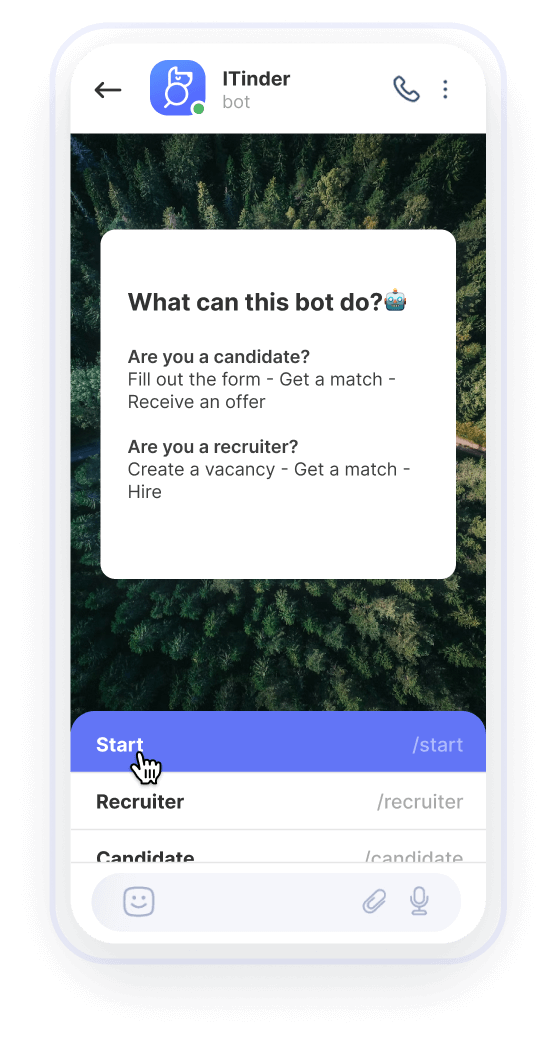 ITinder
bot
What can this bot do?🤖
Are you a candidate?
Fill out the form - Get a match -
Receive an offer
Are you a recruiter?
Create a vacancy - Get a match -
Hire
Start /start
Recruiter /recruiter
Candidate /candidate